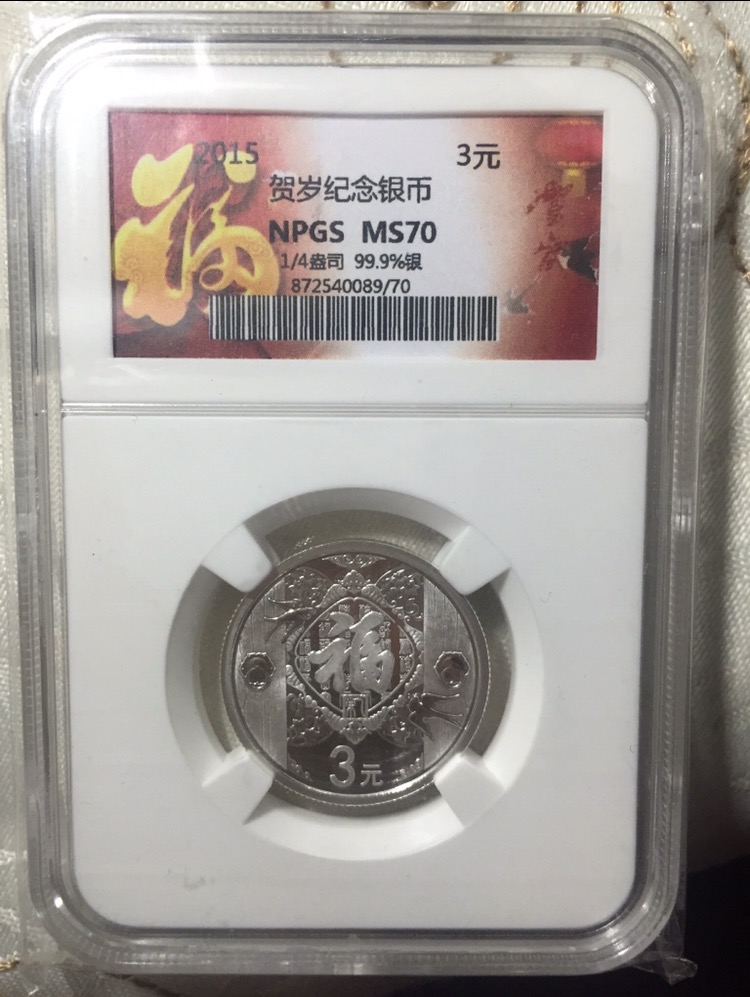 福
2015 3元
贺岁纪念银币
NPGS MS70
1/4盎司 99.9%银
872540089/70
福
3元